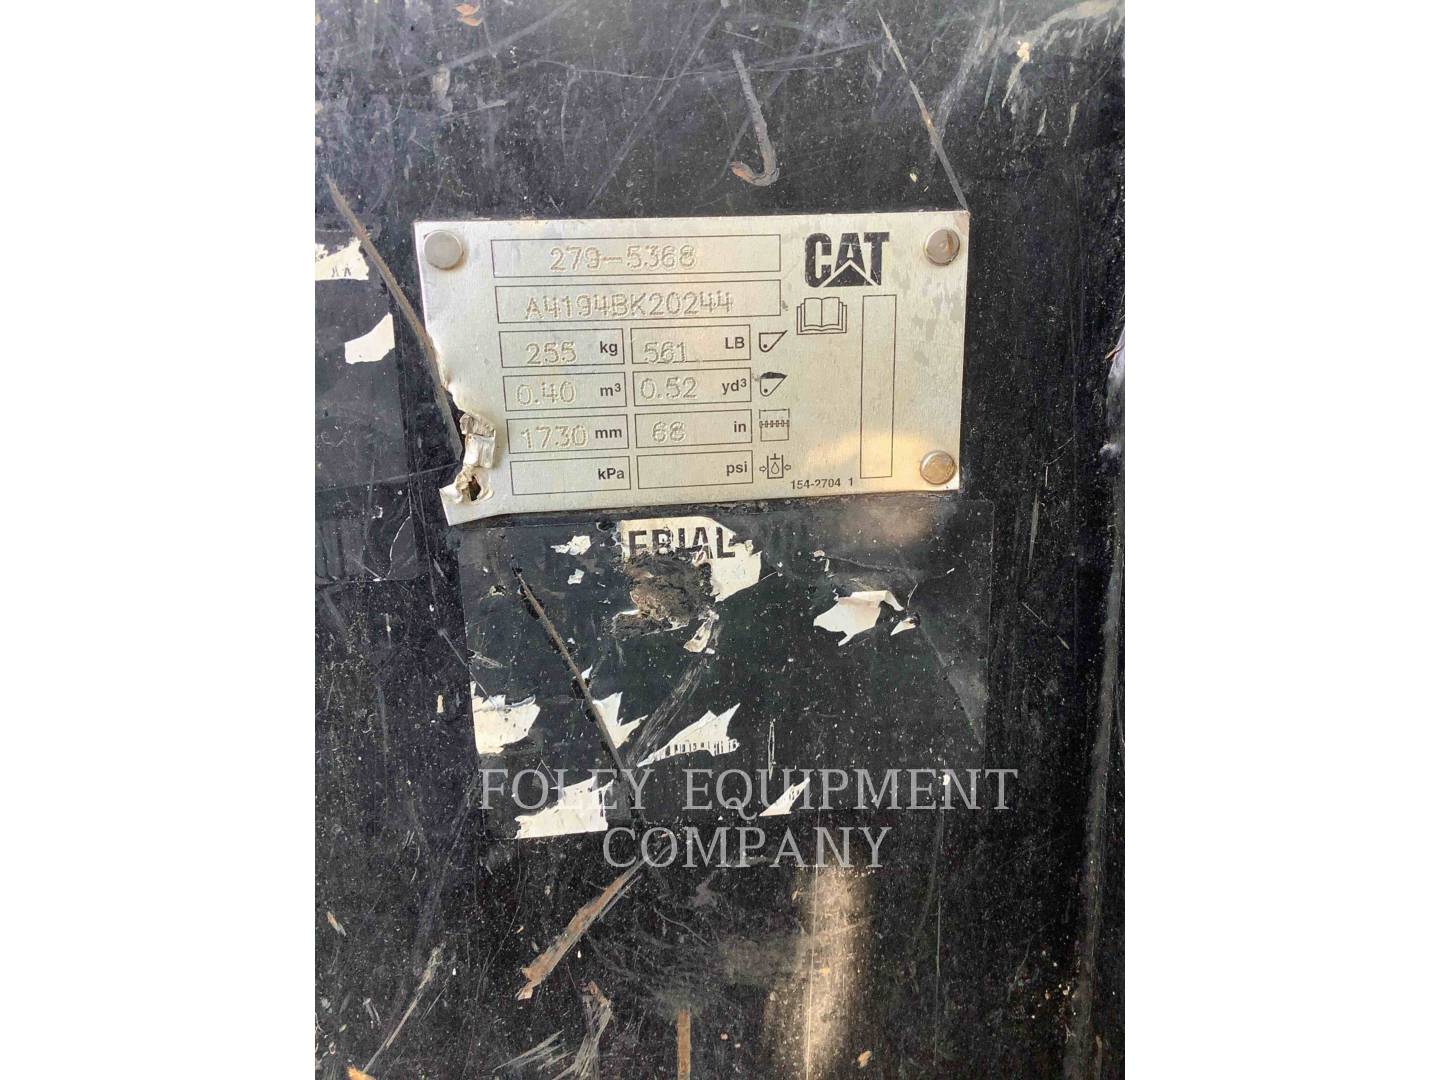 279-5368
CAT
A4194BK20244
255 kg 561 LB
0.40 m³ 0.52 yd³
1730 mm 68 in
kPa psi
154-2704 1
ERIAL
FOLEY EQUIPMENT
COMPANY